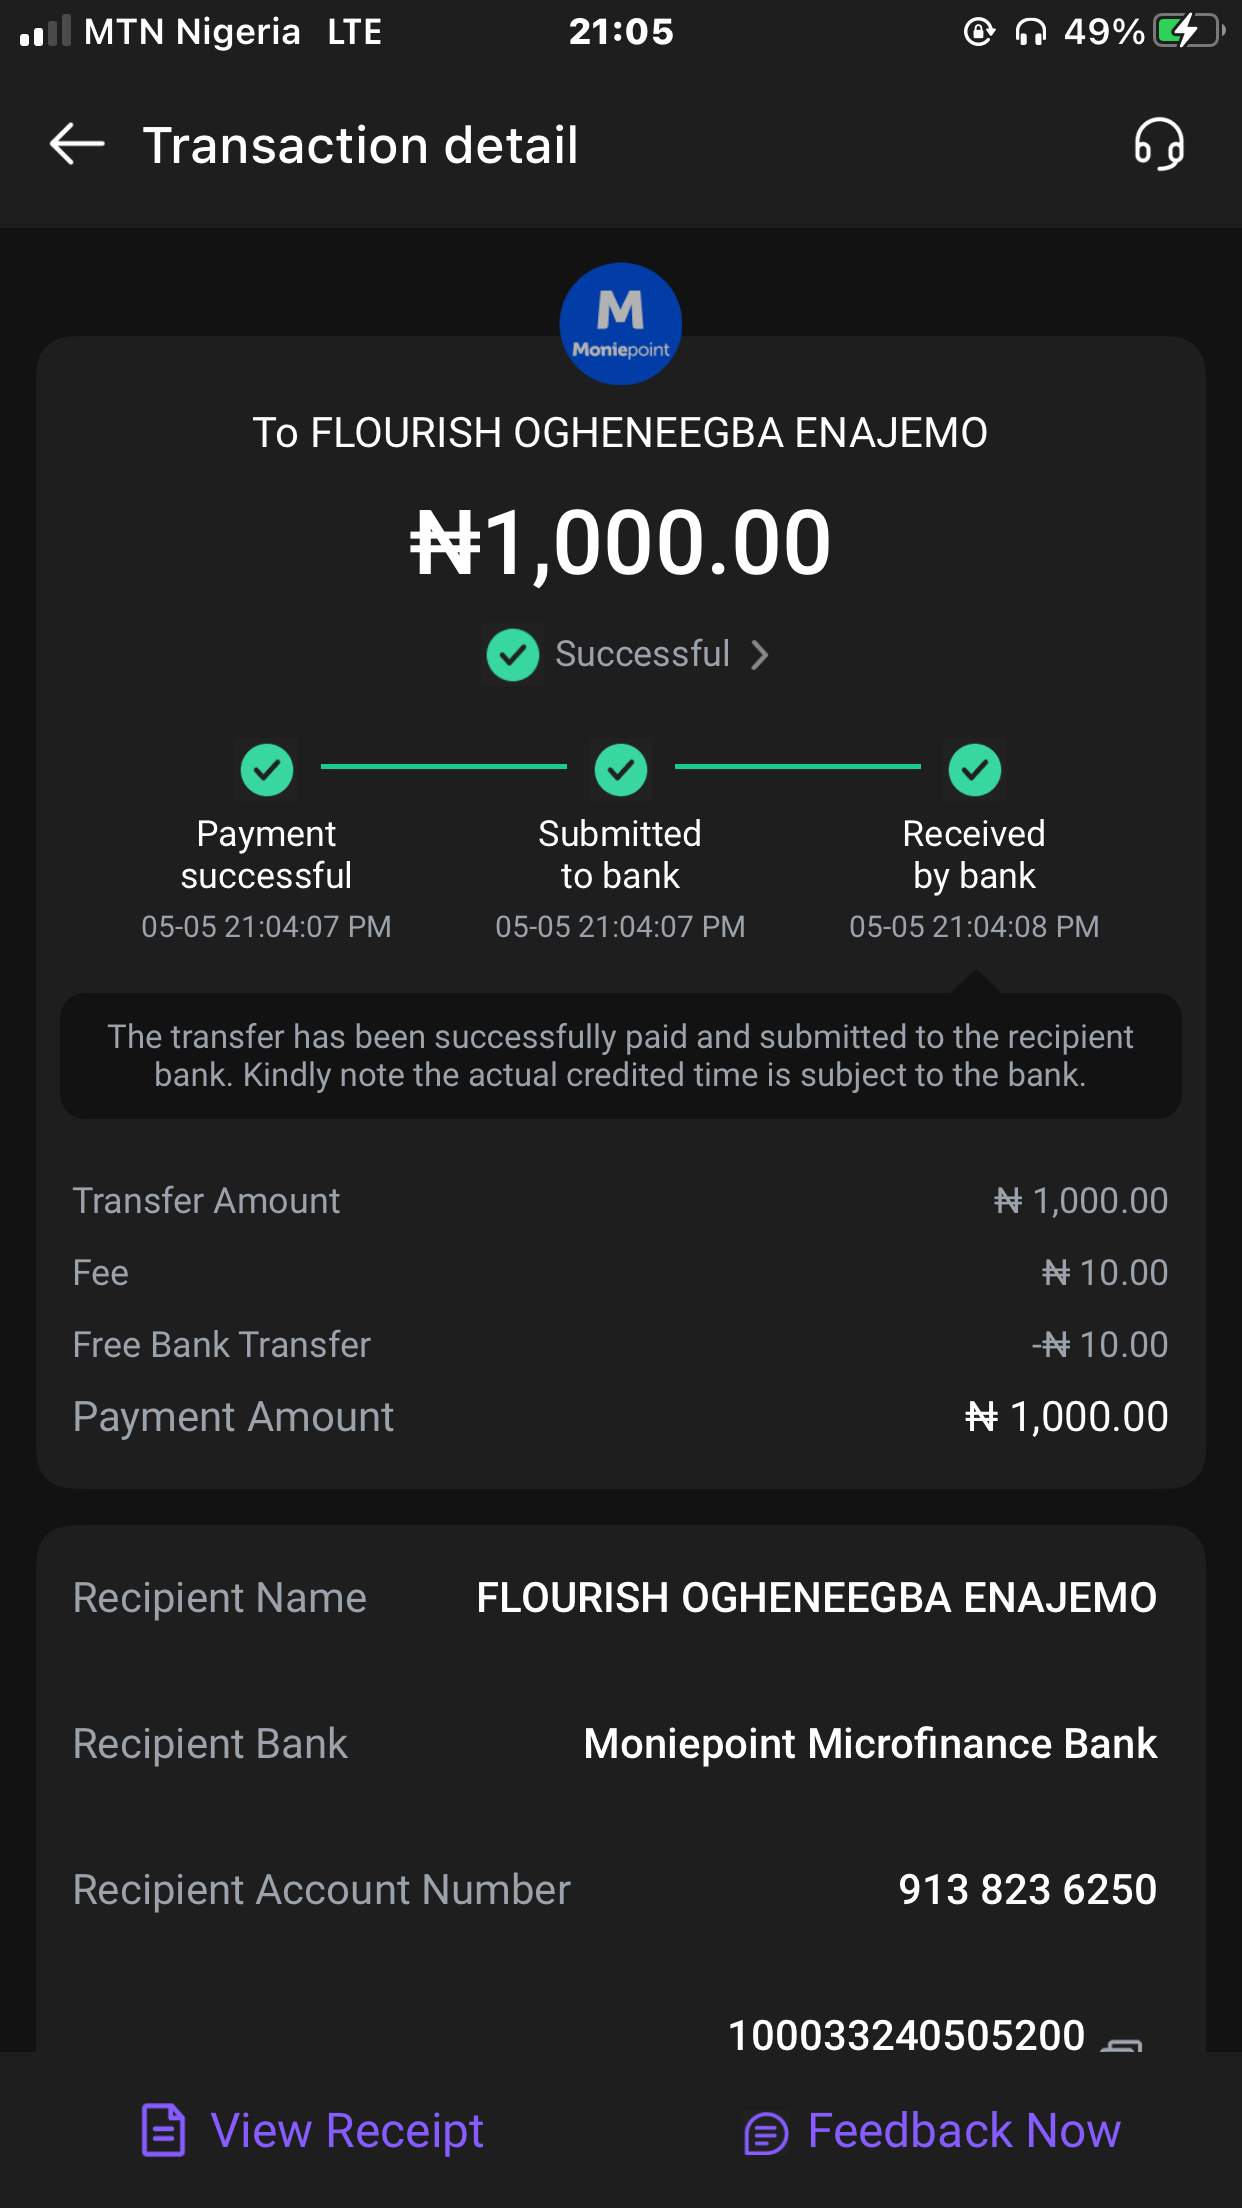 MTN Nigeria LTE 21:05 49%
Transaction detail
M
Moniepoint
To FLOURISH OGHENEEGBA ENAJEMO
₦1,000.00
Successful
Payment successful
05-05 21:04:07 PM
Submitted to bank
05-05 21:04:07 PM
Received by bank
05-05 21:04:08 PM
The transfer has been successfully paid and submitted to the recipient
bank. Kindly note the actual credited time is subject to the bank.
Transfer Amount ₦ 1,000.00
Fee ₦ 10.00
Free Bank Transfer -₦ 10.00
Payment Amount ₦ 1,000.00
Recipient Name FLOURISH OGHENEEGBA ENAJEMO
Recipient Bank Moniepoint Microfinance Bank
Recipient Account Number 913 823 6250
100033240505200
View Receipt Feedback Now